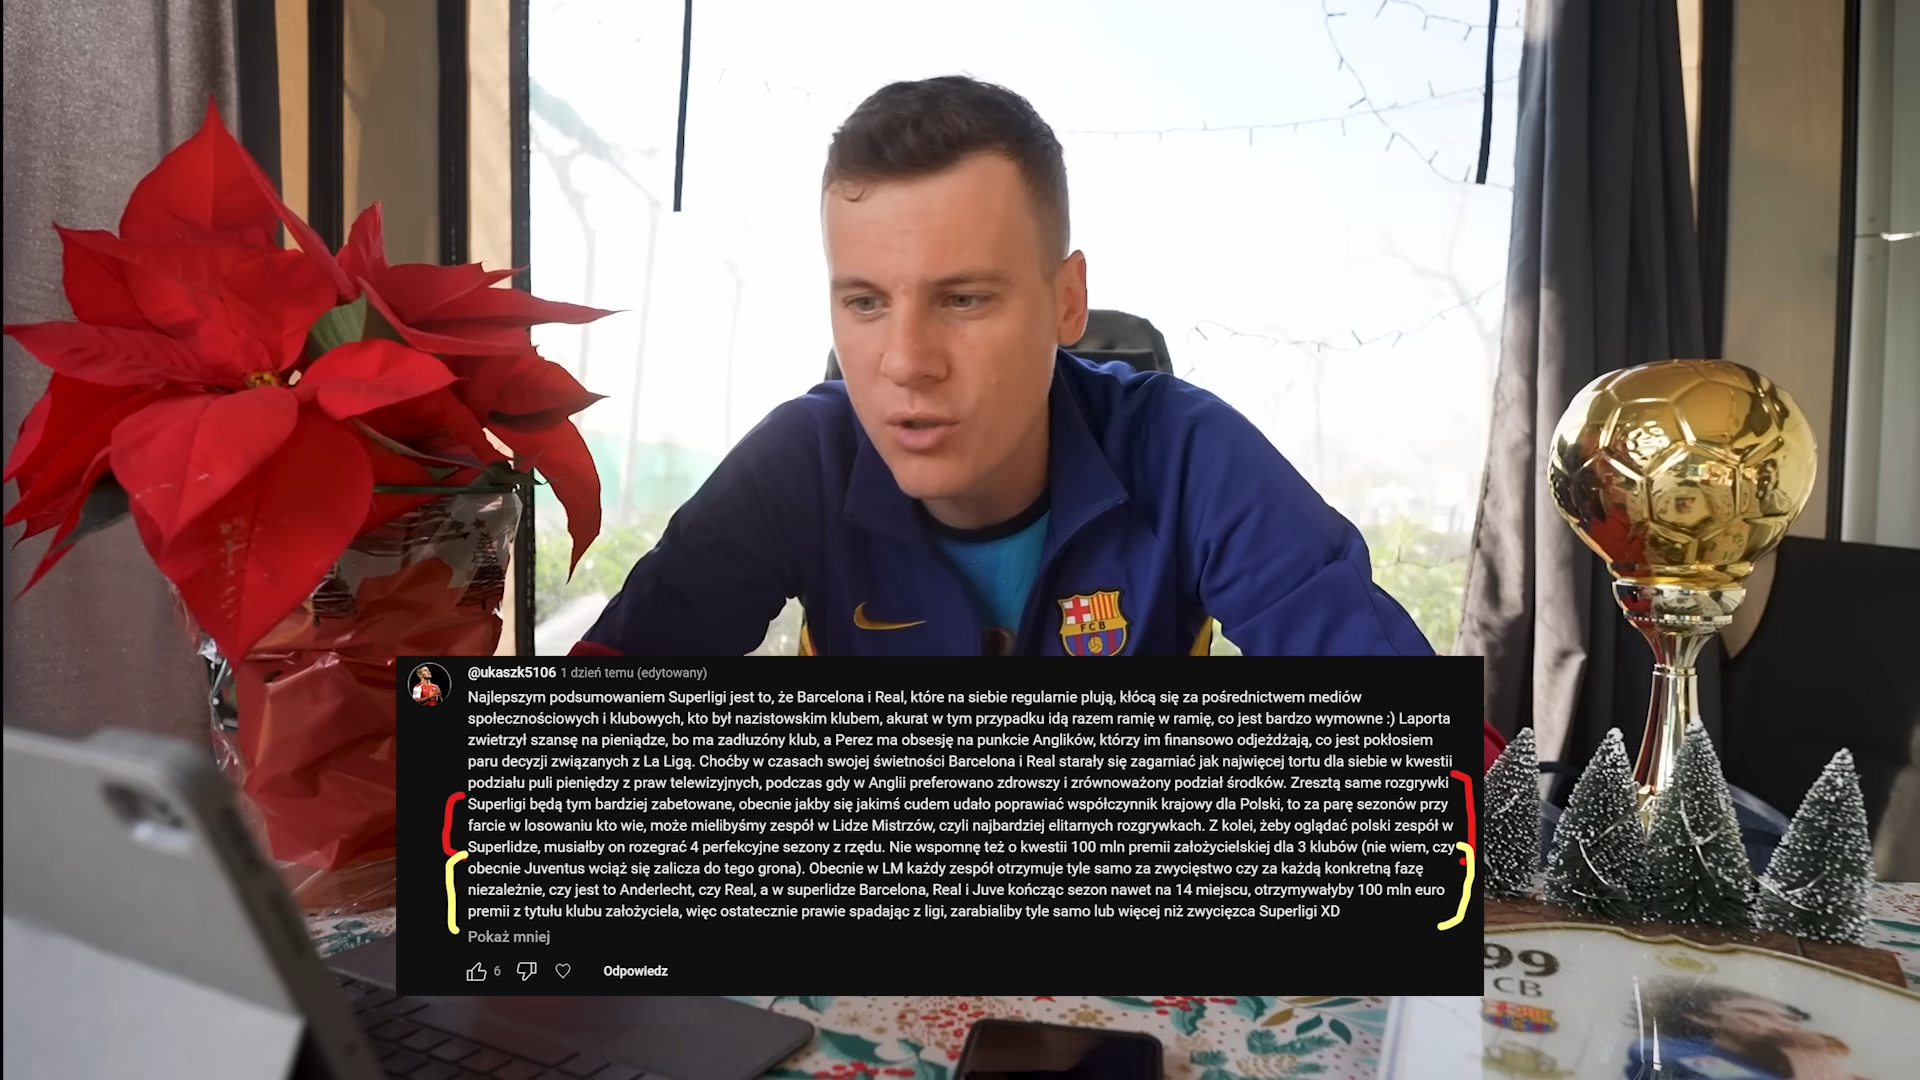 @ukaszk5106 1 dzień temu (edytowany)
Najlepszym podsumowaniem Superligi jest to, że Barcelona i Real, które na siebie regularnie plują, kłócą się za pośrednictwem mediów
społecznościowych i klubowych, kto był nazistowskim klubem, akurat w tym przypadku idą razem ramię w ramię, co jest bardzo wymowne :) Laporta
zwietrzył szansę na pieniądze, bo ma zadłuzóny klub, a Perez ma obsesję na punkcie Anglików, którzy im finansowo odjeżdżają, co jest pokłosiem
paru decyzji związanych z La Ligą. Choćby w czasach swojej świetności Barcelona i Real starały się zagarniać jak najwięcej tortu dla siebie w kwestii
podziału puli pieniędzy z praw telewizyjnych, podczas gdy w Anglii preferowano zdrowszy i zrównoważony podział środków. Zresztą same rozgrywki
Superligi będą tym bardziej zabetowane, obecnie jakby się jakimś cudem udało poprawiać współczynnik krajowy dla Polski, to za parę sezonów przy
farcie w losowaniu kto wie, może mielibyśmy zespół w Lidze Mistrzów, czyli najbardziej elitarnych rozgrywkach. Z kolei, żeby oglądać polski zespół w
Superlidze, musiałby on rozegrać 4 perfekcyjne sezony z rzędu. Nie wspomnę też o kwestii 100 mln premii założycielskiej dla 3 klubów (nie wiem, czy
obecnie Juventus wciąż się zalicza do tego grona). Obecnie w LM każdy zespół otrzymuje tyle samo za zwycięstwo czy za każdą konkretną fazę
niezależnie, czy jest to Anderlecht, czy Real, a w superlidze Barcelona, Real i Juve kończąc sezon nawet na 14 miejscu, otrzymywałyby 100 mln euro
premii z tytułu klubu założyciela, więc ostatecznie prawie spadając z ligi, zarabialiby tyle samo lub więcej niż zwycięzca Superligi XD
Pokaż mniej
6 Odpowiedz
FCB
99
CB